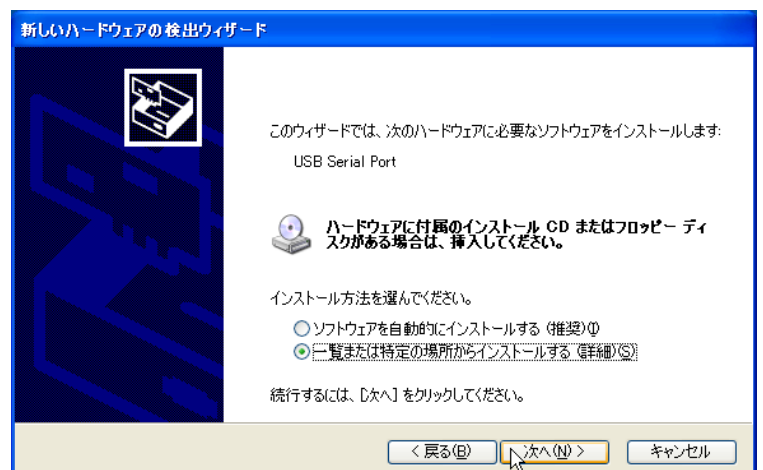 新しいハードウェアの検出ウィザード
このウィザードでは、次のハードウェアに必要なソフトウェアをインストールします:
USB Serial Port
ハードウェアに付属のインストール CD またはフロッピー ディ
スクがある場合は、挿入してください。
インストール方法を選んでください。
ソフトウェアを自動的にインストールする (推奨)(I)
一覧または特定の場所からインストールする (詳細)(S)
続行するには、[次へ] をクリックしてください。
< 戻る(B) 次へ(N) > キャンセル